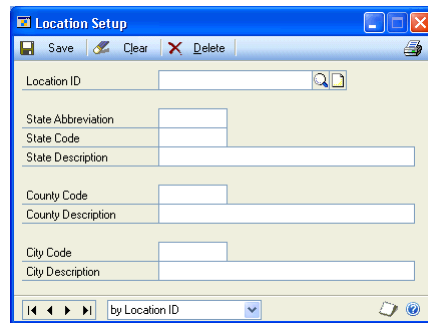 Location Setup
Save Clear Delete
Location ID
State Abbreviation
State Code
State Description
County Code
County Description
City Code
City Description
by Location ID